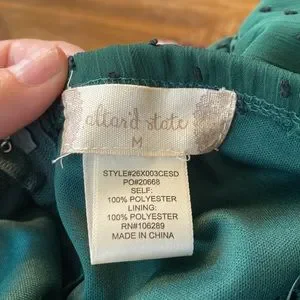 altar'd state
M
STYLE#26X003CESD
PO#20668
SELF:
100% POLYESTER
LINING:
100% POLYESTER
RN#106289
MADE IN CHINA